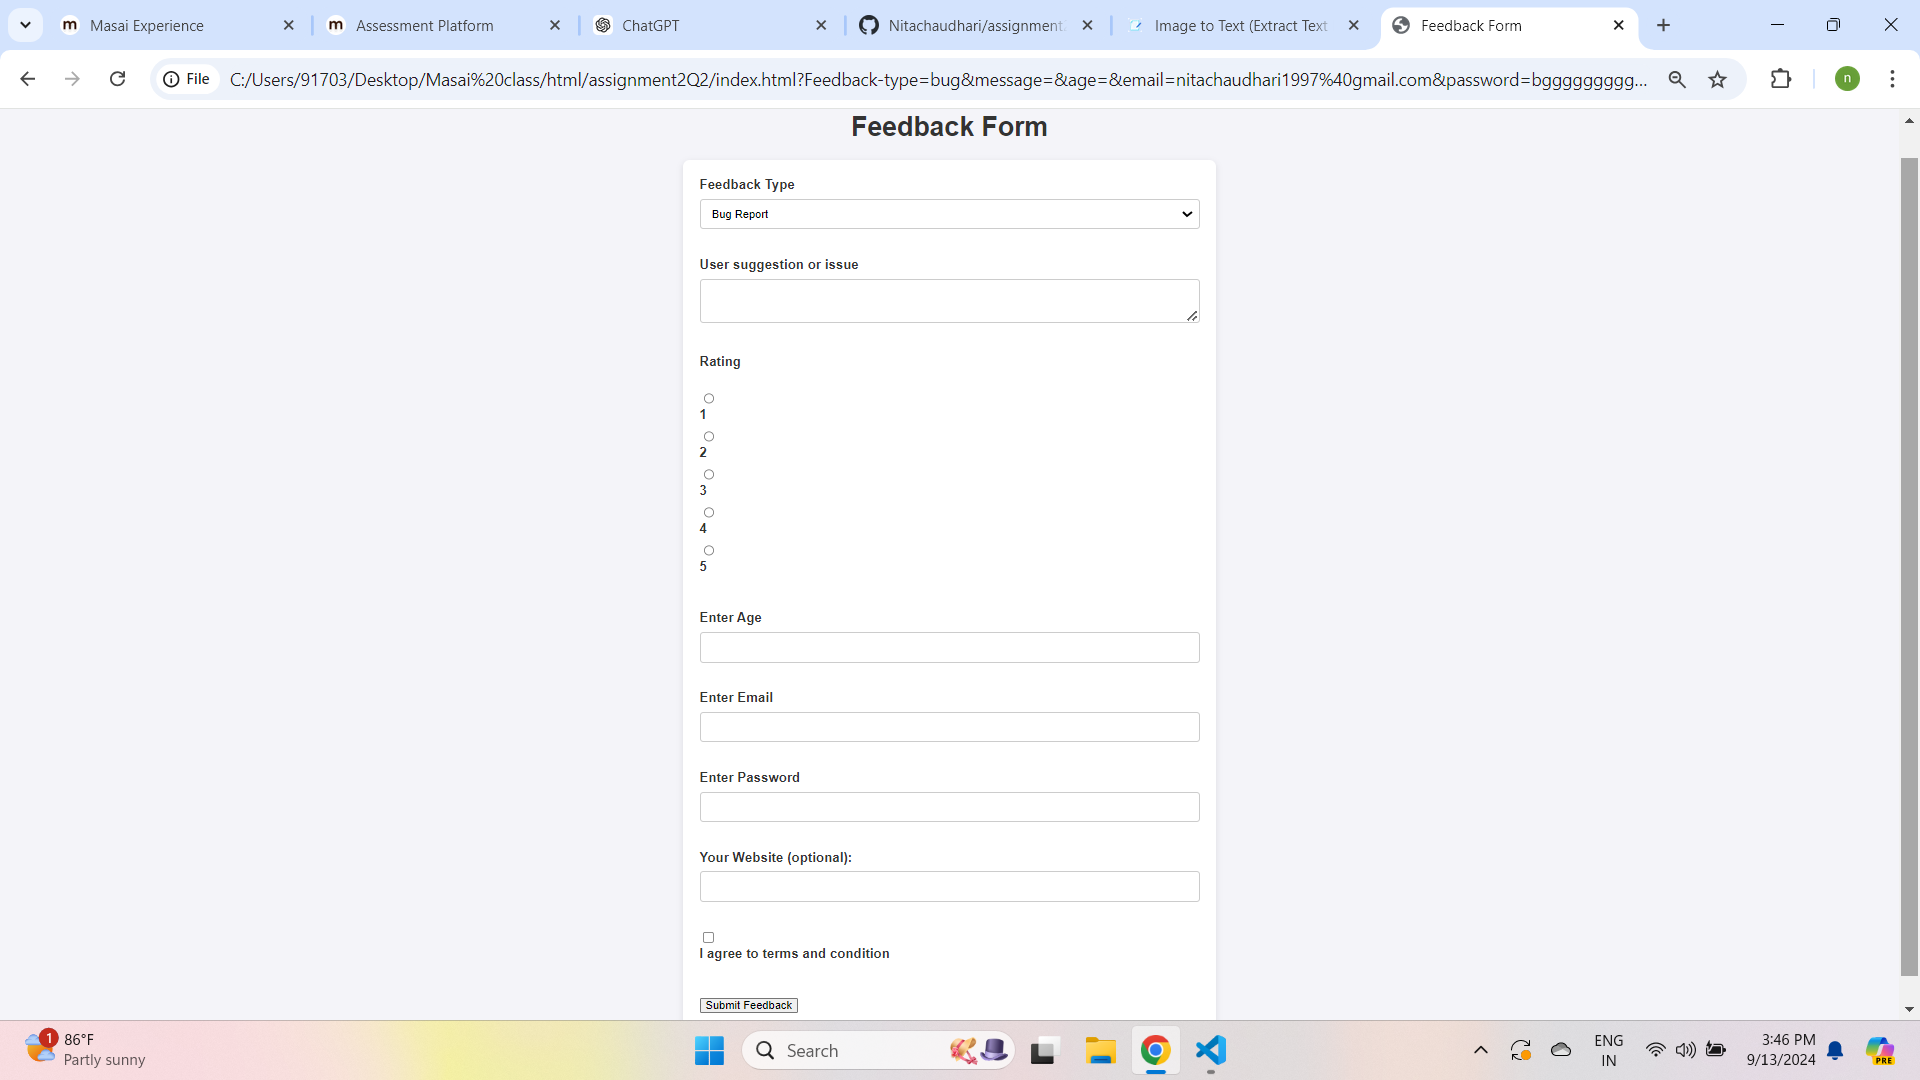 Masai Experience
Assessment Platform
ChatGPT
Nitachaudhari/assignment2
Image to Text (Extract Text
Feedback Form
File
C:/Users/91703/Desktop/Masai%20class/html/assignment2Q2/index.html?Feedback-type=bug&message=&age=&email=nitachaudhari1997%40gmail.com&password=bgggggggggg...
n
Feedback Form
Feedback Type
Bug Report
User suggestion or issue
Rating
1
2
3
4
5
Enter Age
Enter Email
Enter Password
Your Website (optional):
I agree to terms and condition
Submit Feedback
1
86°F
Partly sunny
Search
ENG
IN
3:46 PM
9/13/2024
PRE